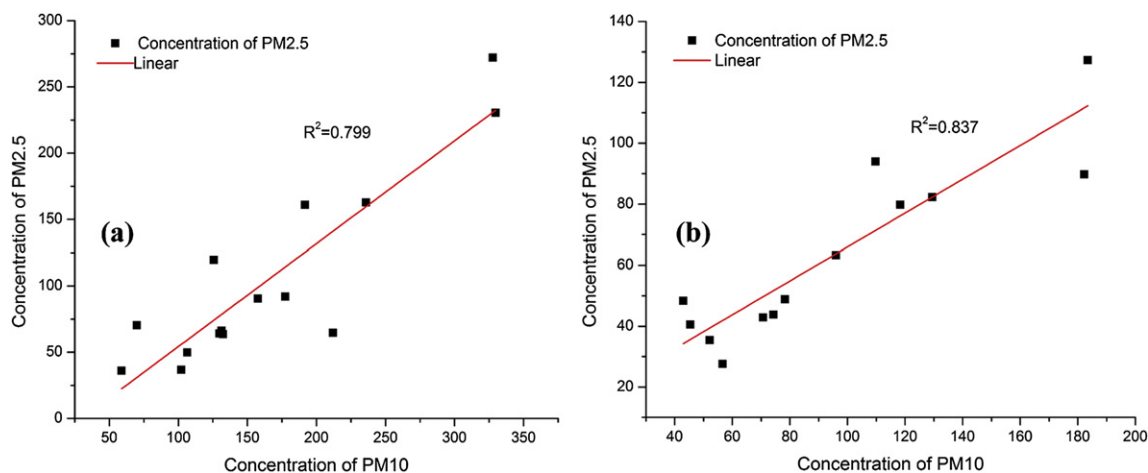 300
250
200
150
100
50
0
Concentration of PM2.5
Concentration of PM2.5
Linear
R²=0.799
(a)
50 100 150 200 250 300 350 375
Concentration of PM10
140
120
100
80
60
40
20
Concentration of PM2.5
Concentration of PM2.5
Linear
R²=0.837
(b)
40 60 80 100 120 140 160 180 200
Concentration of PM10